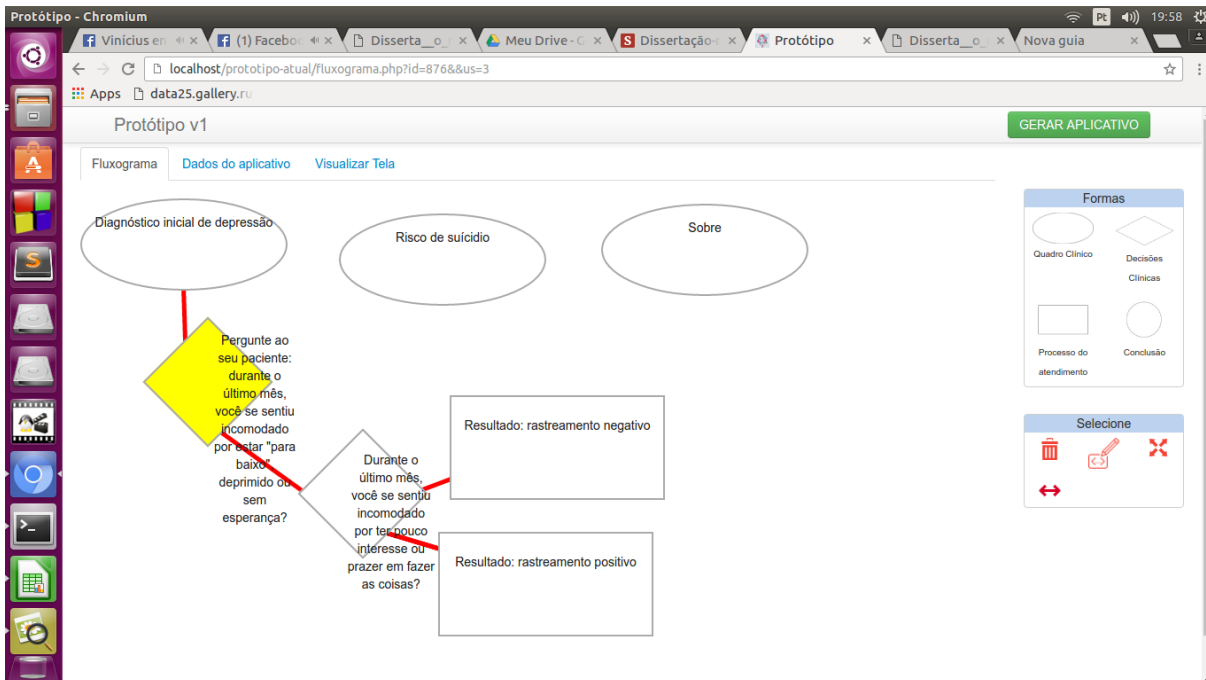 Protótipo - Chromium
Pt
19:58
Vinícius en
(1) Faceboo
Disserta__o_
Meu Drive - G
Dissertação-
Protótipo
Disserta__o_
Nova guia
localhost/prototipo-atual/fluxograma.php?id=876&&us=3
Apps
data25.gallery.ru
Protótipo v1
GERAR APLICATIVO
Fluxograma
Dados do aplicativo
Visualizar Tela
Diagnóstico inicial de depressão
Risco de suícidio
Sobre
Pergunte ao
seu paciente:
durante o
último mês,
você se sentiu
incomodado
por estar "para
baixo",
deprimido ou
sem
esperança?
Durante o
último mês,
você se sentiu
incomodado
por ter pouco
interesse ou
prazer em fazer
as coisas?
Resultado: rastreamento negativo
Resultado: rastreamento positivo
Formas
Quadro Clínico
Decisões
Clínicas
Processo do
atendimento
Conclusão
Selecione